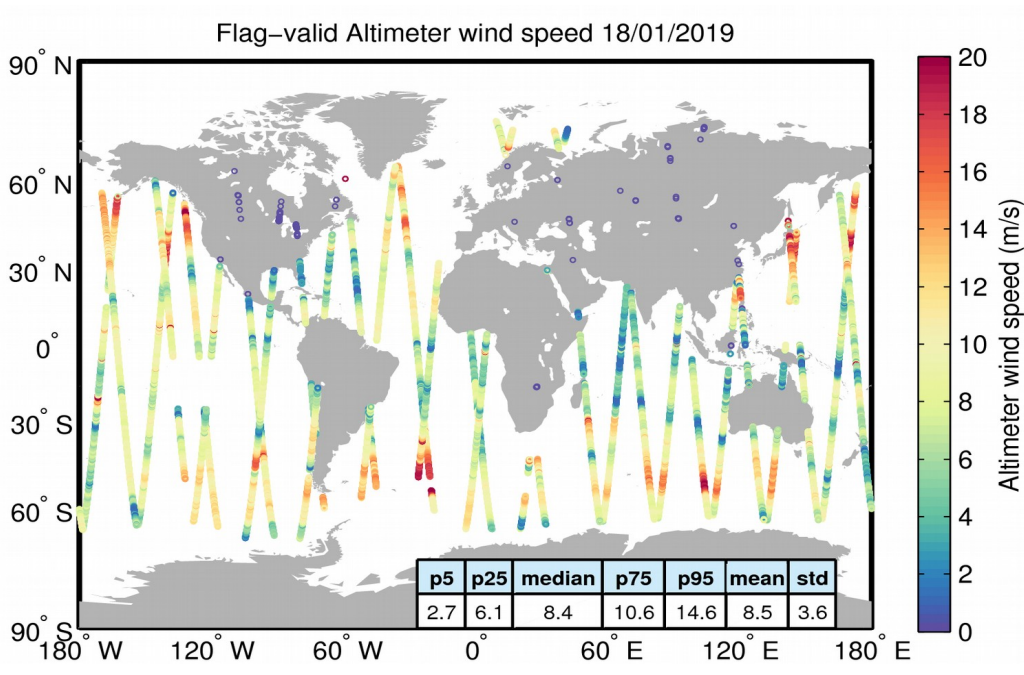 Flag−valid Altimeter wind speed 18/01/2019
90° N
60° N
30° N
0°
30° S
60° S
90° S
180° W
120° W
60° W
0°
60° E
120° E
180° E
p5 p25 median p75 p95 mean std
2.7 6.1 8.4 10.6 14.6 8.5 3.6
20
18
16
14
12
10
8
6
4
2
0
Altimeter wind speed (m/s)